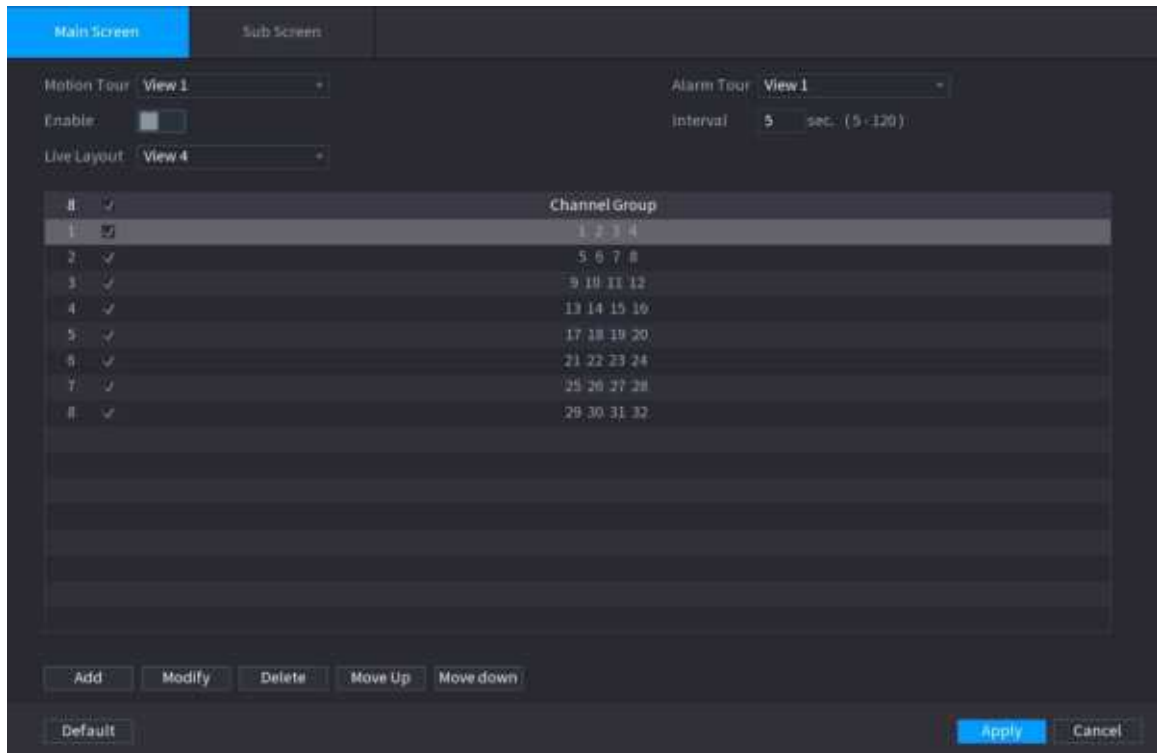 Main Screen Sub Screen
Motion Tour View 1 Alarm Tour View 1
Enable Interval 5 sec. (5-120)
Live Layout View 4
8 Channel Group
1 1 2 3 4
2 5 6 7 8
3 9 10 11 12
4 13 14 15 16
5 17 18 19 20
6 21 22 23 24
7 25 26 27 28
8 29 30 31 32
Add Modify Delete Move Up Move down
Default Apply Cancel